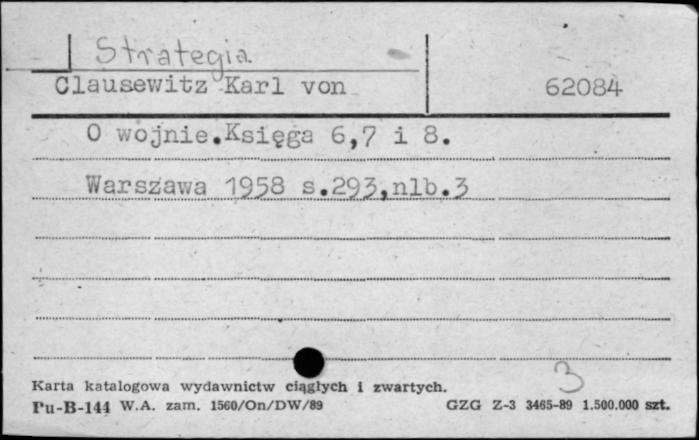 Strategia
Clausewitz Karl von 62084
O wojnie.Księga 6,7 i 8.
Warszawa 1958 s.293,nlb.3
3
Karta katalogowa wydawnictw ciągłych i zwartych.
Pu-B-144 W.A. zam. 1560/On/DW/89 GZG Z-3 3465-89 1.500.000 szt.